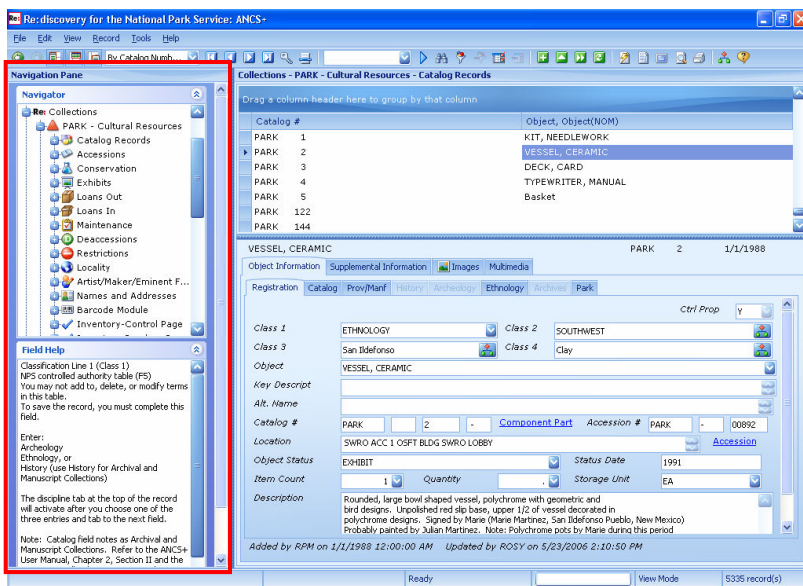 Re: Re:discovery for the National Park Service: ANCS+
File Edit View Record Tools Help
By Catalog Numb...
Navigation Pane
Navigator
Re: Collections
PARK - Cultural Resources
Catalog Records
Accessions
Conservation
Exhibits
Loans Out
Loans In
Maintenance
Deaccessions
Restrictions
Locality
Artist/Maker/Eminent F...
Names and Addresses
Barcode Module
Inventory-Control Page
Field Help
Classification Line 1 (Class 1)
NPS controlled authority table (F5)
You may not add to, delete, or modify terms
in this table.
To save the record, you must complete this
field.
Enter:
Archeology
Ethnology, or
History (use History for Archival and
Manuscript Collections)
The discipline tab at the top of the record
will activate after you choose one of the
three entries and tab to the next field.
Note: Catalog field notes as Archival and
Manuscript Collections. Refer to the ANCS+
User Manual, Chapter 2, Section II and the
Collections - PARK - Cultural Resources - Catalog Records
Drag a column header here to group by that column
Catalog # Object, Object(NOM)
PARK 1 KIT, NEEDLEWORK
PARK 2 VESSEL, CERAMIC
PARK 3 DECK, CARD
PARK 4 TYPEWRITER, MANUAL
PARK 5 Basket
PARK 122
PARK 144
VESSEL, CERAMIC PARK 2 1/1/1988
Object Information Supplemental Information Images Multimedia
Registration Catalog Prov/Manf History Archeology Ethnology Archives Park
Ctrl Prop Y
Class 1 ETHNOLOGY Class 2 SOUTHWEST
Class 3 San Ildefonso Class 4 Clay
Object VESSEL, CERAMIC
Key Descript
Alt. Name
Catalog # PARK 2 - Component Part Accession # PARK - 00892
Location SWRO ACC 1 OSFT BLDG SWRO LOBBY Accession
Object Status EXHIBIT Status Date 1991
Item Count 1 Quantity . Storage Unit EA
Description Rounded, large bowl shaped vessel, polychrome with geometric and
bird designs. Unpolished red slip base, upper 1/2 of vessel decorated in
polychrome designs. Signed by Marie (Marie Martinez, San Ildefonso Pueblo, New Mexico)
Probably painted by Julian Martinez. Note: Polychrome pots by Marie during this period
Added by RPM on 1/1/1988 12:00:00 AM Updated by ROSY on 5/23/2006 2:10:50 PM
Ready View Mode 5335 record(s)